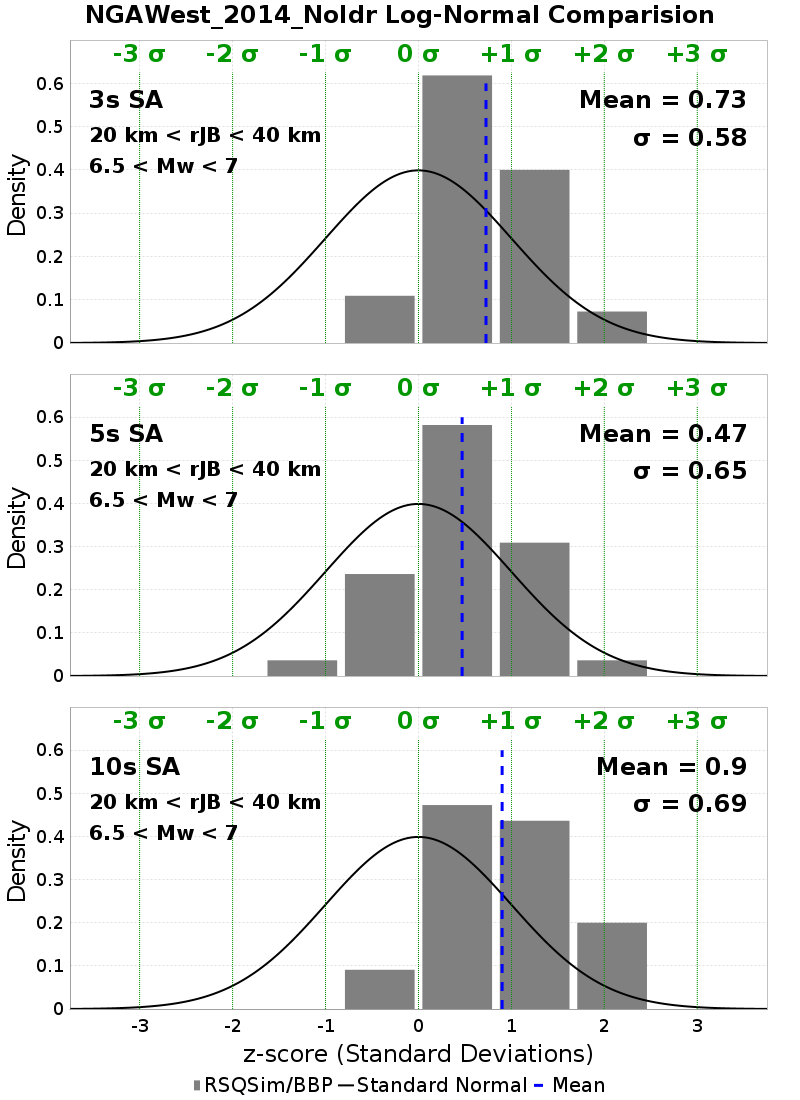 NGAWest_2014_NoIdr Log-Normal Comparision
-3 σ -2 σ -1 σ 0 σ +1 σ +2 σ +3 σ
3s SA
20 km < rJB < 40 km
6.5 < Mw < 7
Mean = 0.73
σ = 0.58
Density
0.6
0.5
0.4
0.3
0.2
0.1
0
-3 σ -2 σ -1 σ 0 σ +1 σ +2 σ +3 σ
5s SA
20 km < rJB < 40 km
6.5 < Mw < 7
Mean = 0.47
σ = 0.65
Density
0.6
0.5
0.4
0.3
0.2
0.1
0
-3 σ -2 σ -1 σ 0 σ +1 σ +2 σ +3 σ
10s SA
20 km < rJB < 40 km
6.5 < Mw < 7
Mean = 0.9
σ = 0.69
Density
0.6
0.5
0.4
0.3
0.2
0.1
0
-3 -2 -1 0 1 2 3
z-score (Standard Deviations)
RSQSim/BBP Standard Normal Mean